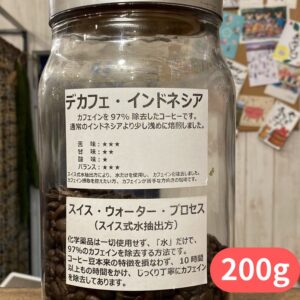 デカフェ・インドネシア
カフェインを 97% 除去したコーヒーです。
通常のインドネシアより少し浅めに焙煎しました。
苦 味：★★★
甘 味：★★
酸 味：★
バランス：★★★
スイス・ウォーター・プロセス
（スイス式水抽出方）
化学薬品は一切使用せず、「水」だけで、
97%のカフェインを除去する方法です。
コーヒー豆本来の特徴を損なわず、10 時間
以上もの時間をかけ、じっくり丁寧にカフェイン
を除去しております。
200g